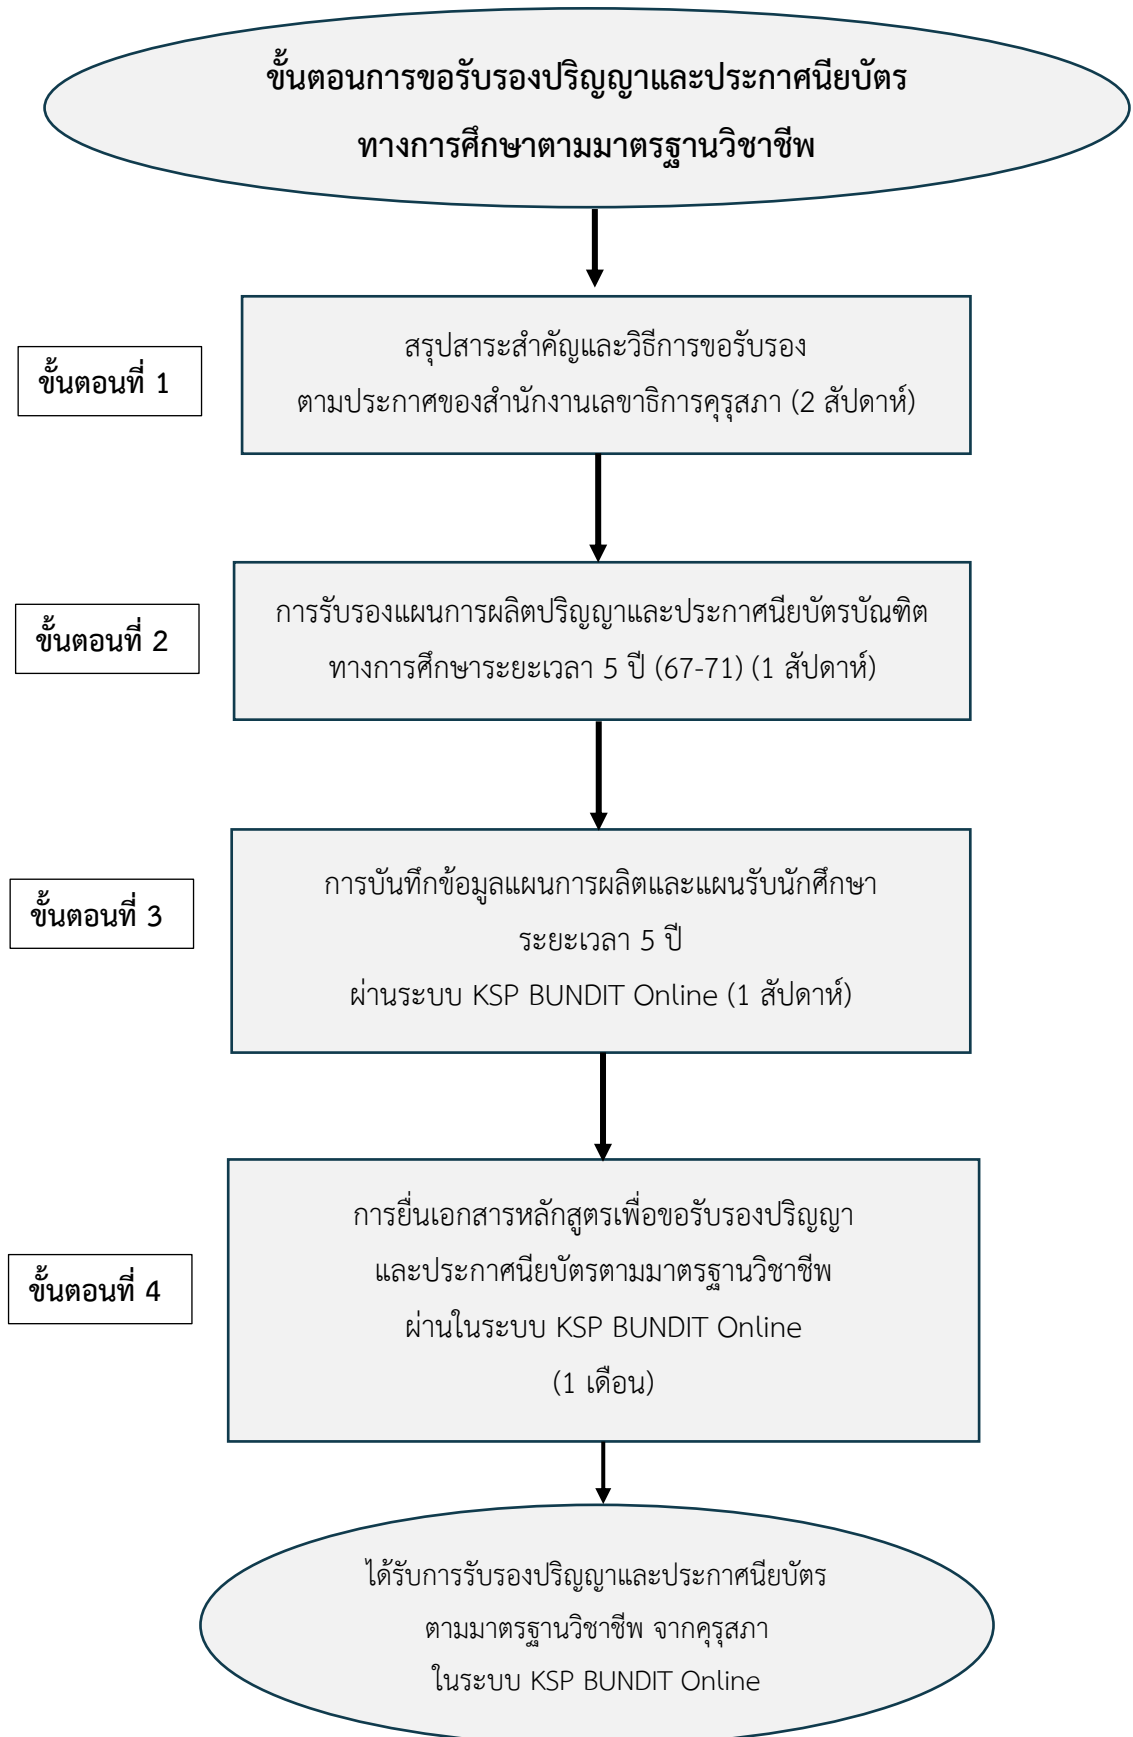 ขั้นตอนการขอรับรองปริญญาและประกาศนียบัตร
ทางการศึกษาตามมาตรฐานวิชาชีพ
ขั้นตอนที่ 1
สรุปสาระสำคัญและวิธีการขอรับรอง
ตามประกาศของสำนักงานเลขาธิการคุรุสภา (2 สัปดาห์)
ขั้นตอนที่ 2
การรับรองแผนการผลิตปริญญาและประกาศนียบัตรบัณฑิต
ทางการศึกษาระยะเวลา 5 ปี (67-71) (1 สัปดาห์)
ขั้นตอนที่ 3
การบันทึกข้อมูลแผนการผลิตและแผนรับนักศึกษา
ระยะเวลา 5 ปี
ผ่านระบบ KSP BUNDIT Online (1 สัปดาห์)
ขั้นตอนที่ 4
การยื่นเอกสารหลักสูตรเพื่อขอรับรองปริญญา
และประกาศนียบัตรตามมาตรฐานวิชาชีพ
ผ่านในระบบ KSP BUNDIT Online
(1 เดือน)
ได้รับการรับรองปริญญาและประกาศนียบัตร
ตามมาตรฐานวิชาชีพ จากคุรุสภา
ในระบบ KSP BUNDIT Online